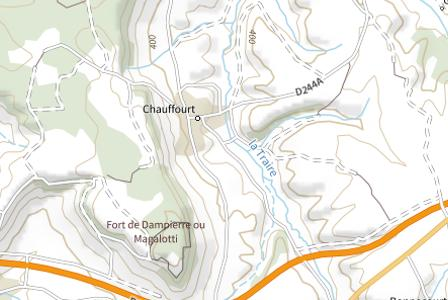 400
400
D244A
Chauffourt
la Traire
Fort de Dampierre ou
Magalotti